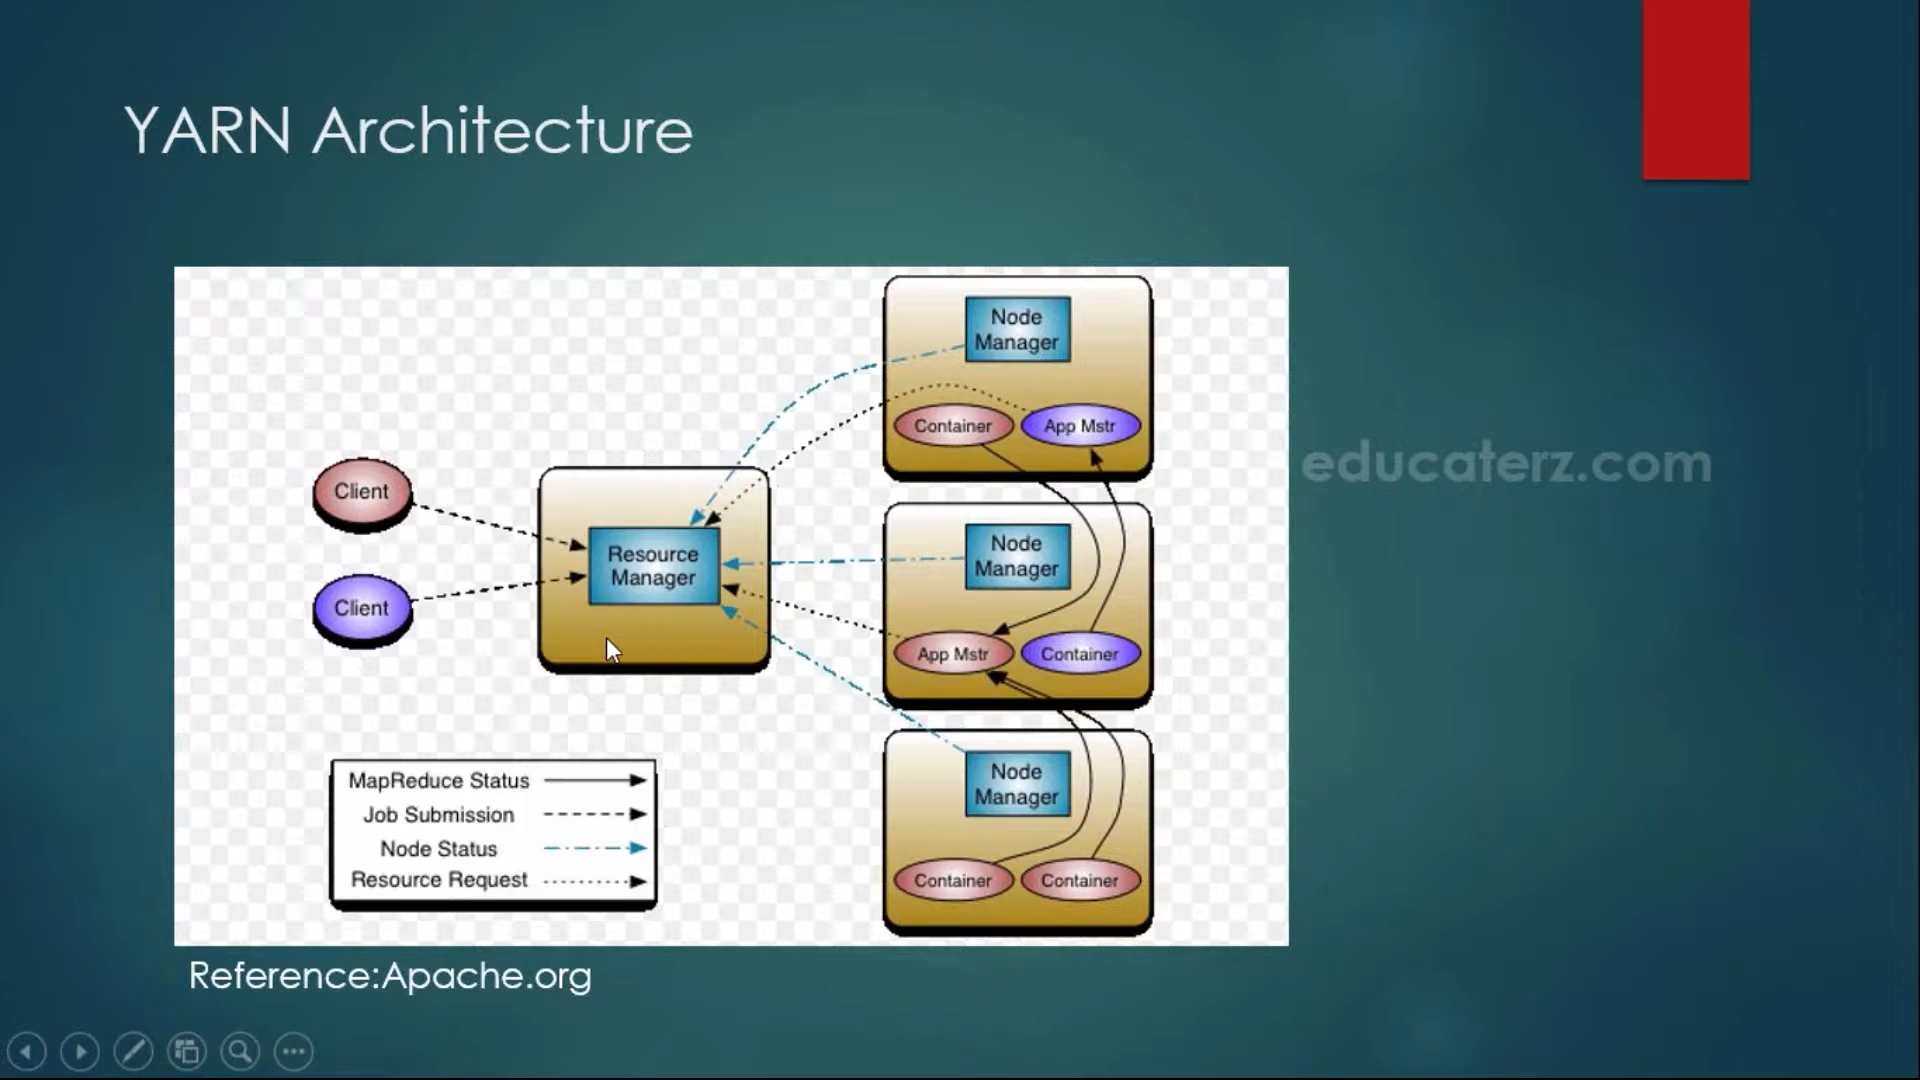 YARN Architecture
Node
Manager
Container
App Mstr
educaterz.com
Client
Resource
Manager
Client
Node
Manager
App Mstr
Container
Node
Manager
Container
Container
MapReduce Status
Job Submission
Node Status
Resource Request
Reference:Apache.org